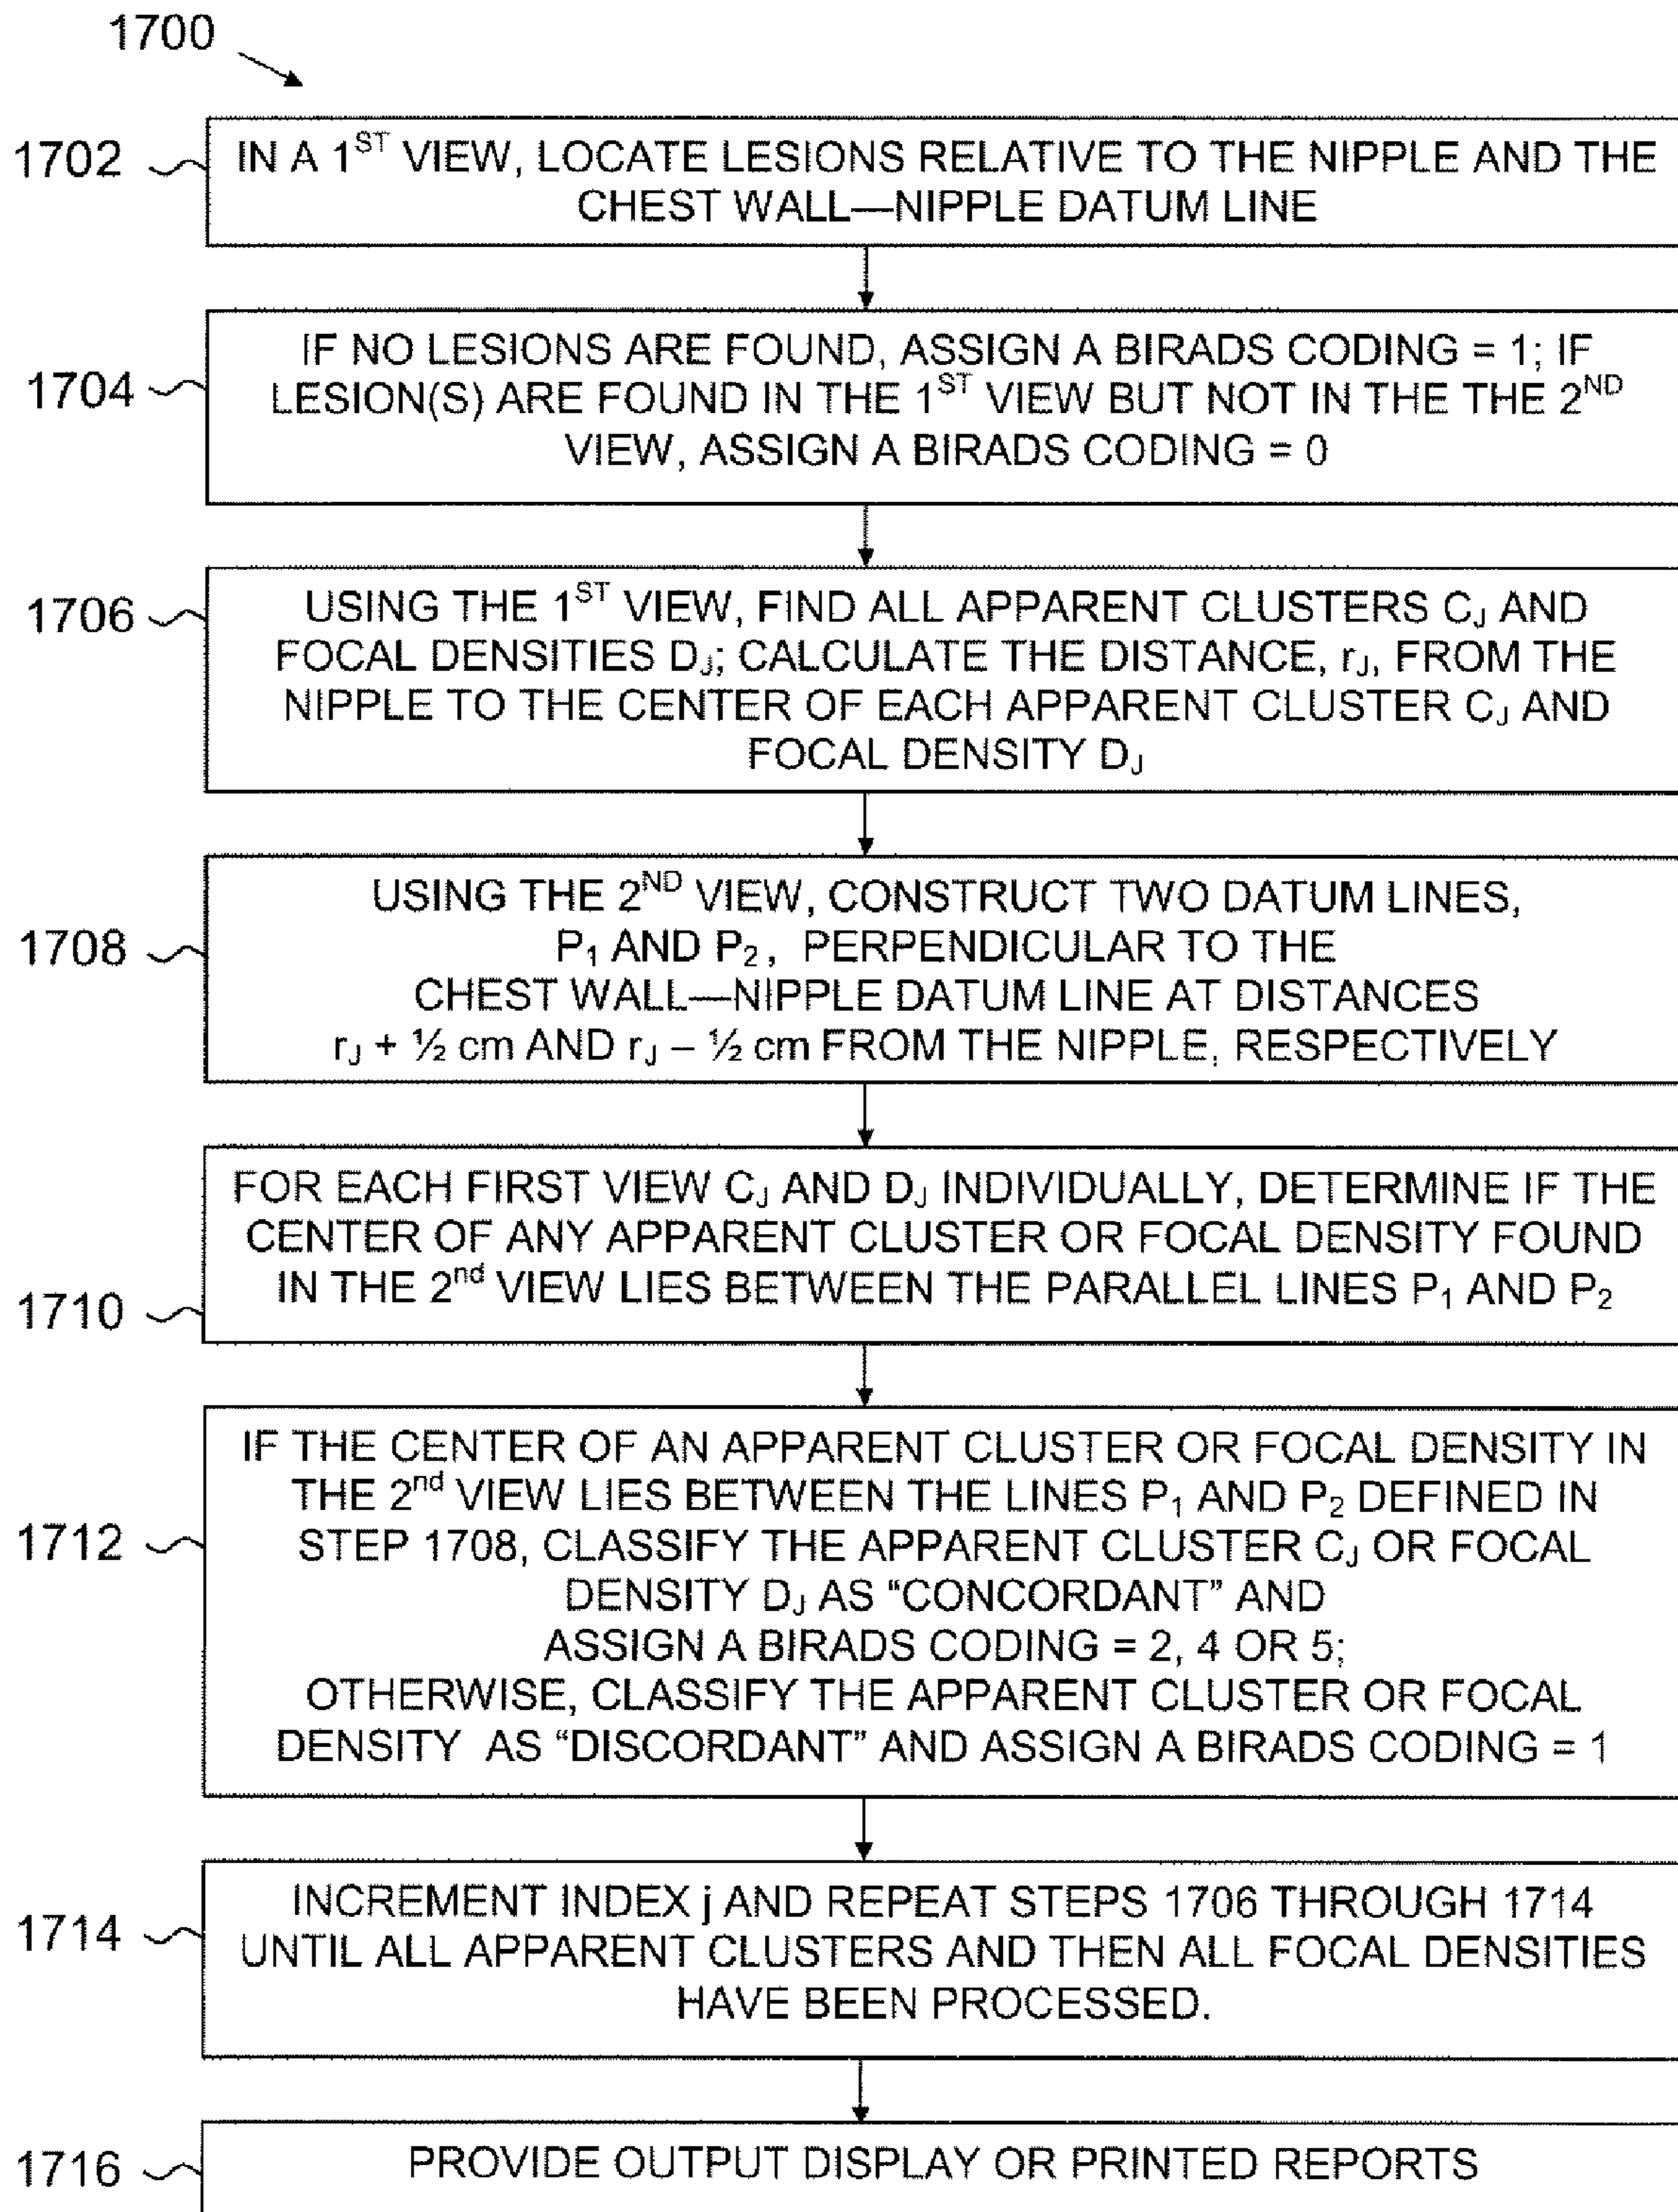 1700
1702
IN A 1ST VIEW, LOCATE LESIONS RELATIVE TO THE NIPPLE AND THE
CHEST WALL—NIPPLE DATUM LINE
1704
IF NO LESIONS ARE FOUND, ASSIGN A BIRADS CODING = 1; IF
LESION(S) ARE FOUND IN THE 1ST VIEW BUT NOT IN THE THE 2ND
VIEW, ASSIGN A BIRADS CODING = 0
1706
USING THE 1ST VIEW, FIND ALL APPARENT CLUSTERS CJ AND
FOCAL DENSITIES DJ; CALCULATE THE DISTANCE, rJ, FROM THE
NIPPLE TO THE CENTER OF EACH APPARENT CLUSTER CJ AND
FOCAL DENSITY DJ
1708
USING THE 2ND VIEW, CONSTRUCT TWO DATUM LINES,
P1 AND P2, PERPENDICULAR TO THE
CHEST WALL—NIPPLE DATUM LINE AT DISTANCES
rJ + ½ cm AND rJ – ½ cm FROM THE NIPPLE, RESPECTIVELY
1710
FOR EACH FIRST VIEW CJ AND DJ INDIVIDUALLY, DETERMINE IF THE
CENTER OF ANY APPARENT CLUSTER OR FOCAL DENSITY FOUND
IN THE 2nd VIEW LIES BETWEEN THE PARALLEL LINES P1 AND P2
1712
IF THE CENTER OF AN APPARENT CLUSTER OR FOCAL DENSITY IN
THE 2nd VIEW LIES BETWEEN THE LINES P1 AND P2 DEFINED IN
STEP 1708, CLASSIFY THE APPARENT CLUSTER CJ OR FOCAL
DENSITY DJ AS “CONCORDANT” AND
ASSIGN A BIRADS CODING = 2, 4 OR 5;
OTHERWISE, CLASSIFY THE APPARENT CLUSTER OR FOCAL
DENSITY AS “DISCORDANT” AND ASSIGN A BIRADS CODING = 1
1714
INCREMENT INDEX j AND REPEAT STEPS 1706 THROUGH 1714
UNTIL ALL APPARENT CLUSTERS AND THEN ALL FOCAL DENSITIES
HAVE BEEN PROCESSED.
1716
PROVIDE OUTPUT DISPLAY OR PRINTED REPORTS